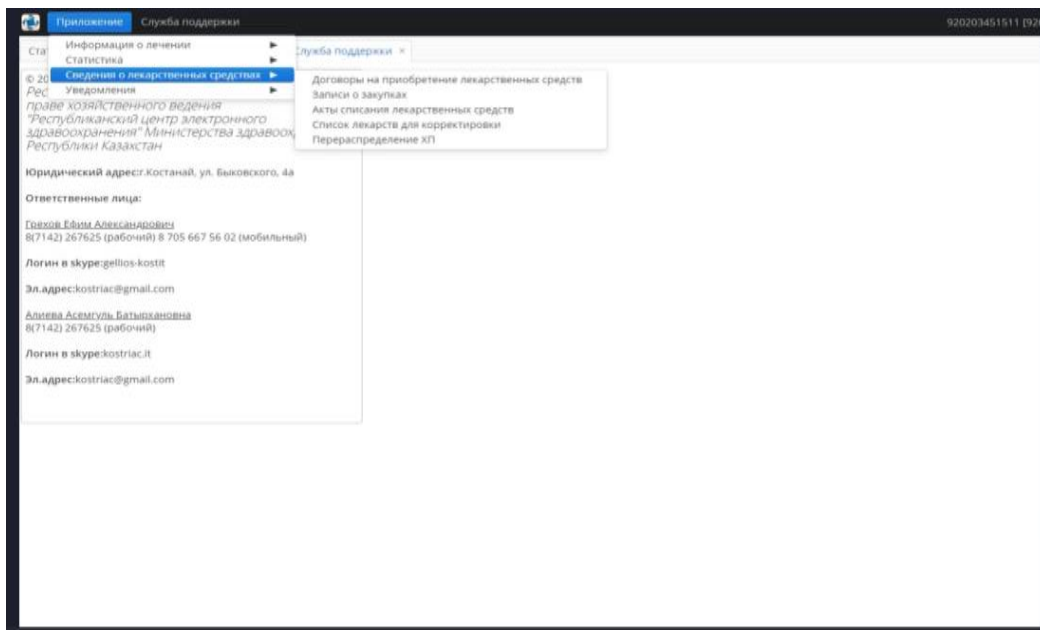 Приложение Служба поддержки 920203451511 [92
Информация о лечении
Статистика
Сведения о лекарственных средствах
Уведомления
Договоры на приобретение лекарственных средств
Записи о закупках
Акты списания лекарственных средств
Список лекарств для корректировки
Перераспределение ХП
Ста
лужба поддержки ×
© 20
Рес
праве хозяйственного ведения
"Республиканский центр электронного
здравоохранения" Министерства здравоох
Республики Казахстан
Юридический адрес:г.Костанай, ул. Быковского, 4а
Ответственные лица:
Грехов Ефим Александрович
8(7142) 267625 (рабочий) 8 705 667 56 02 (мобильный)
Логин в skype:gellios-kostit
Эл.адрес:kostriac@gmail.com
Алиева Асемгуль Батырхановна
8(7142) 267625 (рабочий)
Логин в skype:kostriac.it
Эл.адрес:kostriac@gmail.com